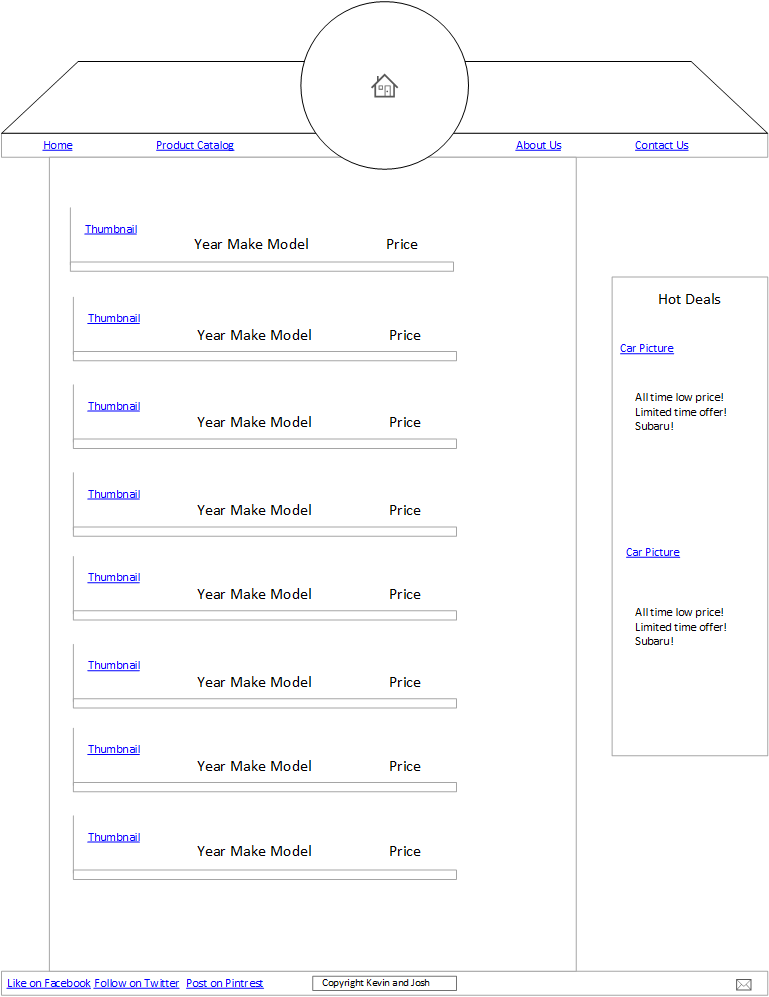 Home Product Catalog About Us Contact Us
Thumbnail
Year Make Model Price
Thumbnail
Year Make Model Price
Thumbnail
Year Make Model Price
Thumbnail
Year Make Model Price
Thumbnail
Year Make Model Price
Thumbnail
Year Make Model Price
Thumbnail
Year Make Model Price
Thumbnail
Year Make Model Price
Hot Deals
Car Picture
All time low price!
Limited time offer!
Subaru!
Car Picture
All time low price!
Limited time offer!
Subaru!
Like on Facebook Follow on Twitter Post on Pintrest Copyright Kevin and Josh